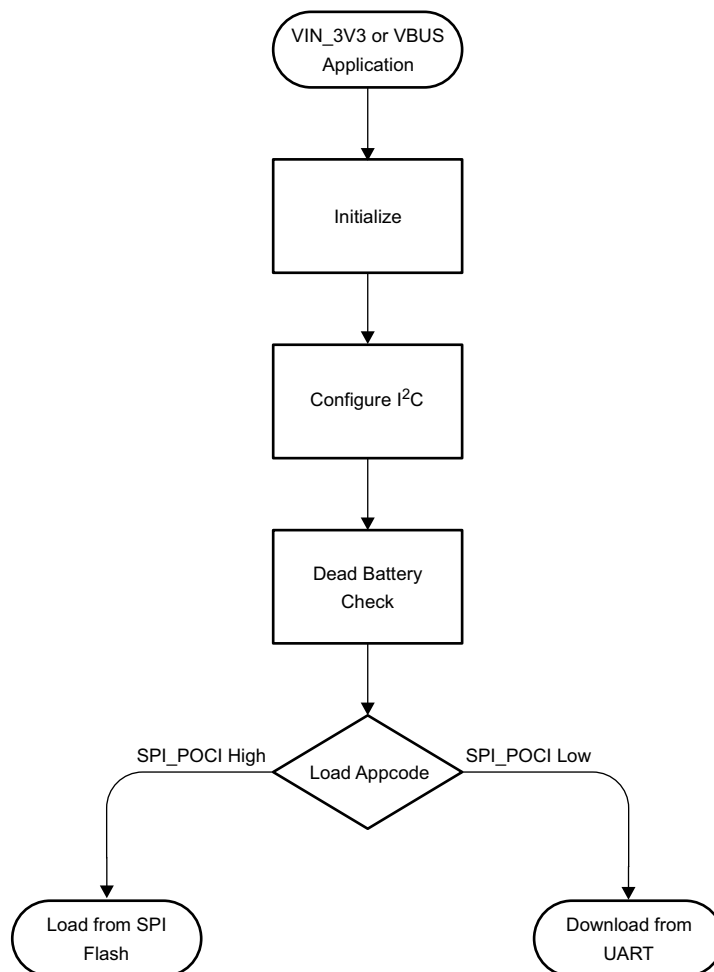 VIN_3V3 or VBUS
Application
Initialize
Configure I²C
Dead Battery
Check
SPI_POCI High
Load Appcode
SPI_POCI Low
Load from SPI
Flash
Download from
UART